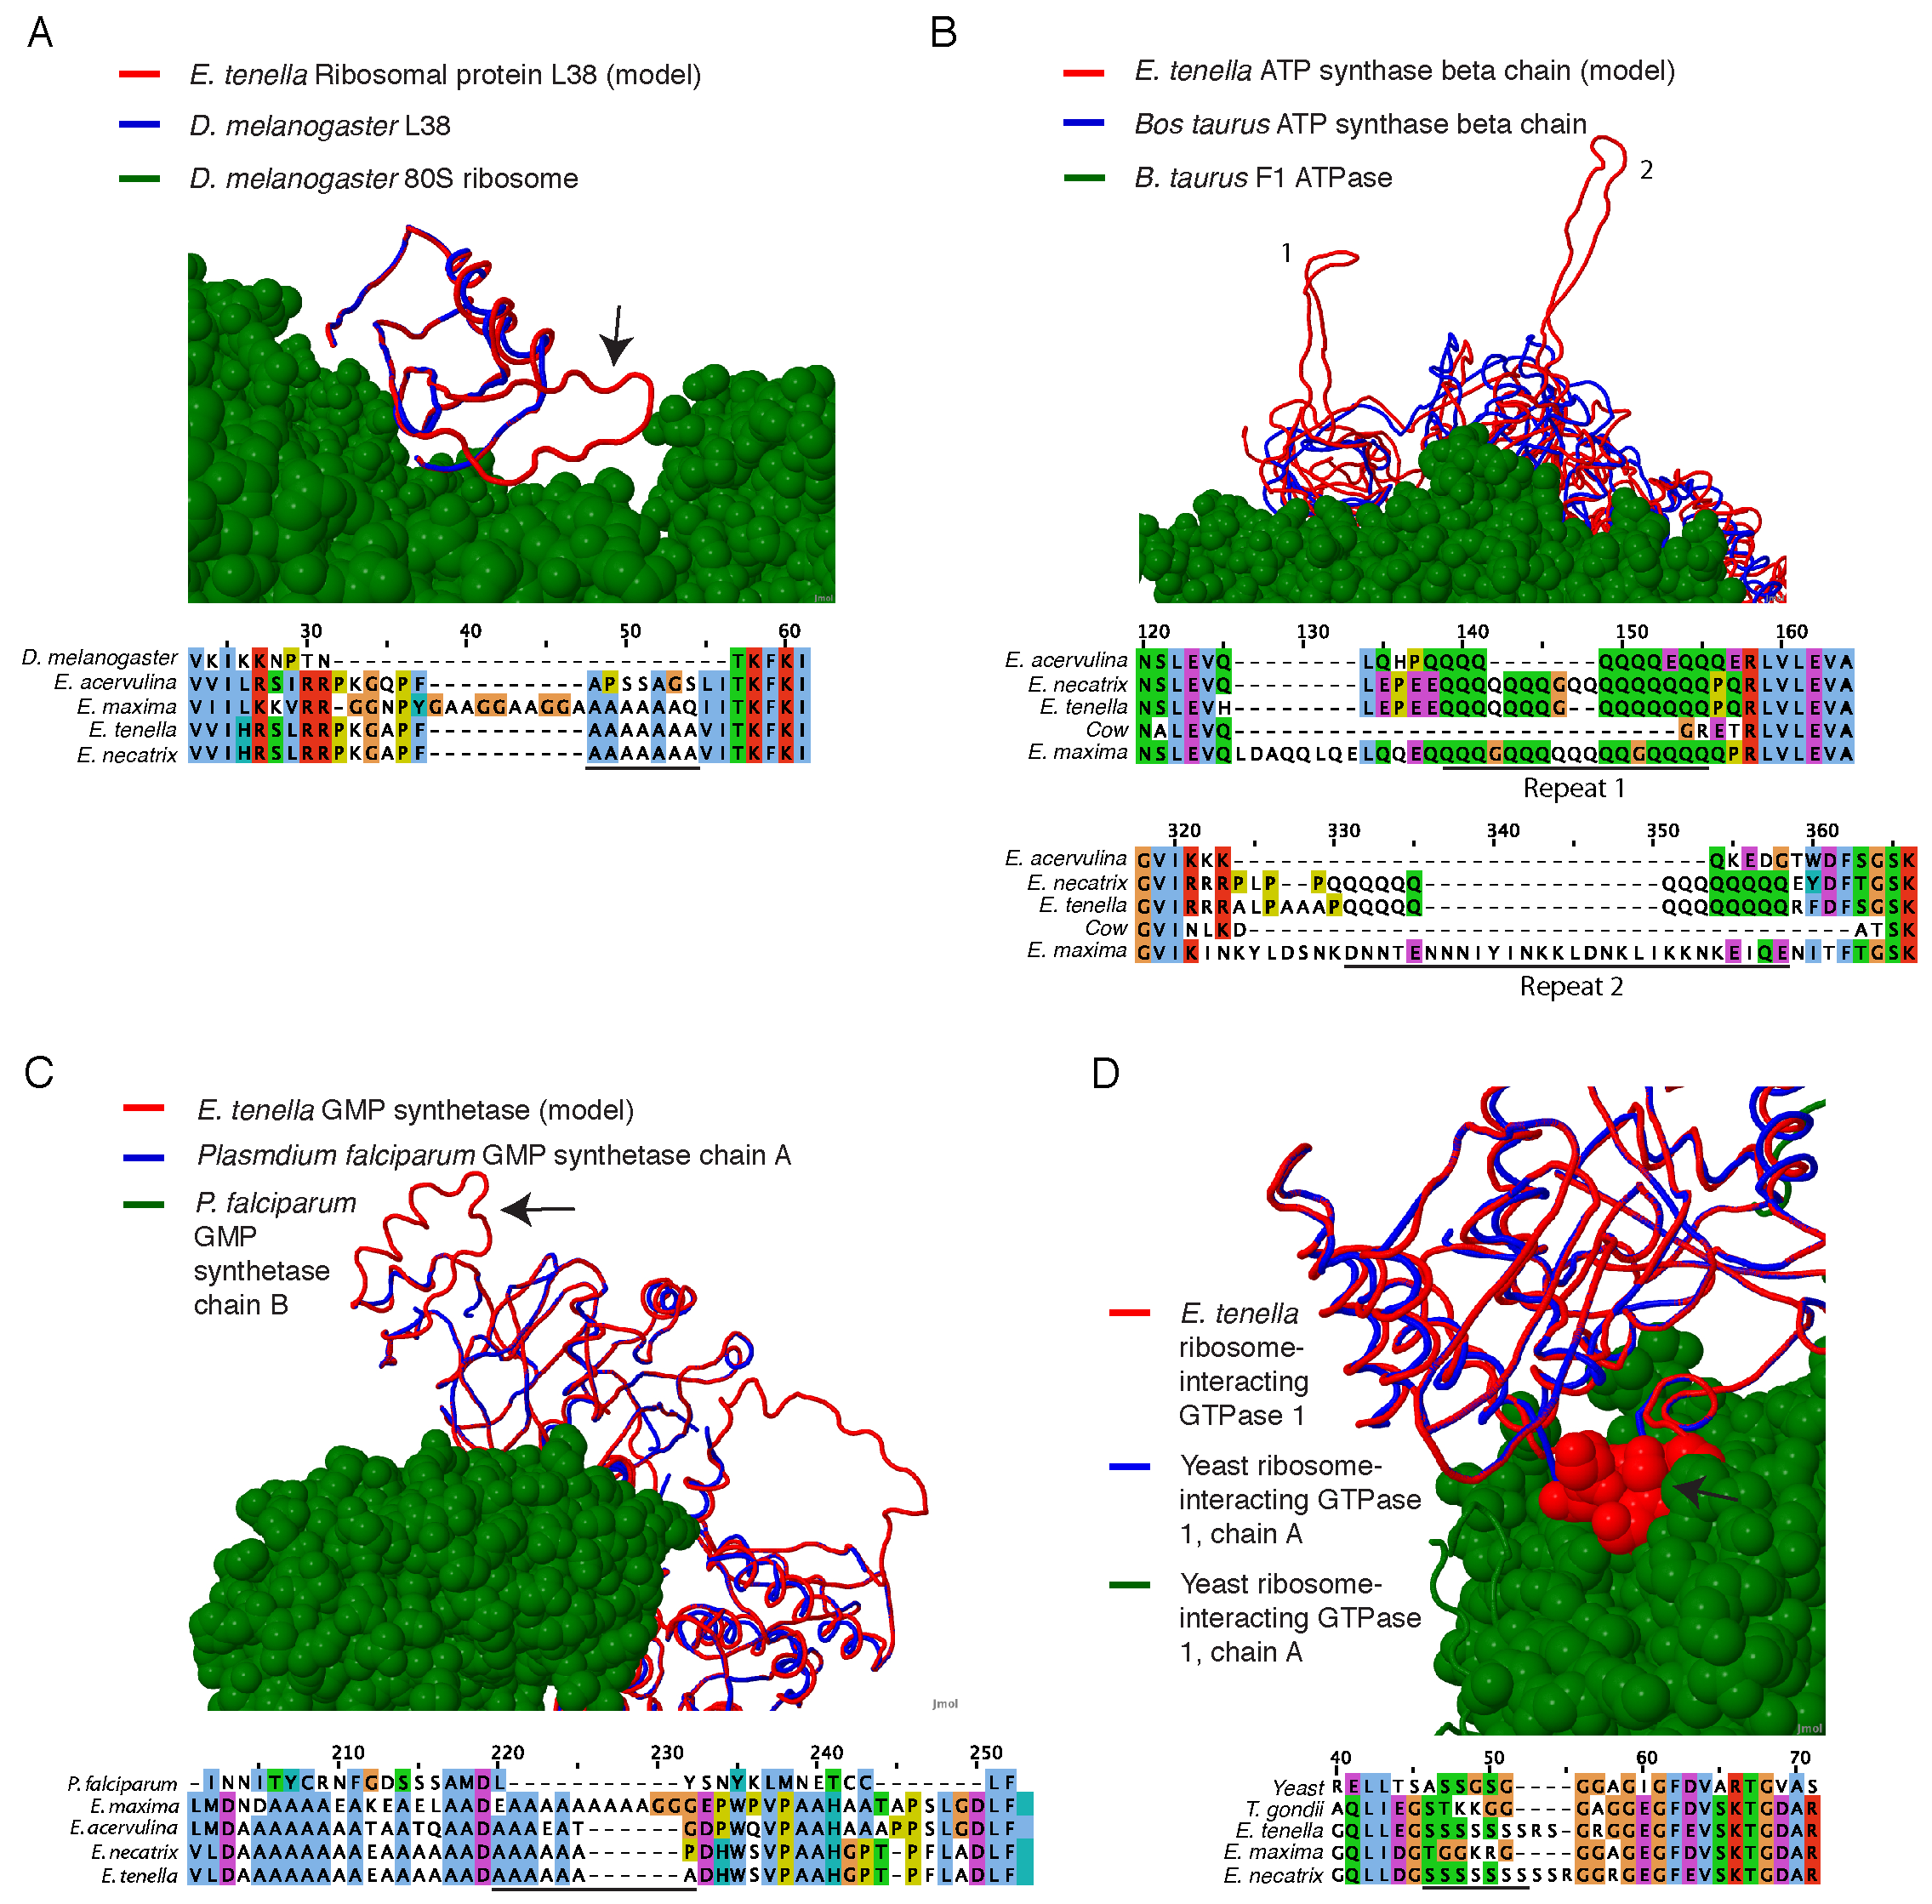 A
E. tenella Ribosomal protein L38 (model)
D. melanogaster L38
D. melanogaster 80S ribosome
Jmol
30 40 50 60
D. melanogaster VKIKKNPTN-------------------------TKFKI
E. acervulina VVILRSIRRPKGQPF----------APSSAGSLITKFKI
E. maxima VIILKKVRR-GGNPYGAAGGAAGGAAAAAAAQIITKFKI
E. tenella VVIHRSLRRPKGAPF----------AAAAAAAVITKFKI
E. necatrix VVIHRSLRRPKGAPF----------AAAAAAAVITKFKI
B
E. tenella ATP synthase beta chain (model)
Bos taurus ATP synthase beta chain
B. taurus F1 ATPase
1
2
120 130 140 150 160
E. acervulina NSLEVQ--------LQHPQQQQ-------QQQQEQQQERLVLEVA
E. necatrix NSLEVQ--------LEPEEQQQQQQQGQQQQQQQQQPQRLVLEVA
E. tenella NSLEVH--------LEPEEQQQQQQQG--QQQQQQQPQRLVLEVA
Cow NALEVQ----------------------------GRETRLVLEVA
E. maxima NSLEVQLDAQQLQELQQEQQQQGQQQQQQQQGQQQQQPRLVLEVA
Repeat 1
320 330 340 350 360
E. acervulina GVIKKK------------------------------QKEDGTWDFSGSK
E. necatrix GVIRRRPLP--PQQQQQQ---------------QQQQQQQQEYDFTGSK
E. tenella GVIRRRALPAAAPQQQQQ---------------QQQQQQQQRFDFSGSK
Cow GVINLKD--------------------------------------ATSK
E. maxima GVIKINKYLDSNKDNNTENNNIYINKKLDNKLIKKNKEIQENITFTGSK
Repeat 2
C
E. tenella GMP synthetase (model)
Plasmdium falciparum GMP synthetase chain A
P. falciparum
GMP
synthetase
chain B
Jmol
210 220 230 240 250
P. falciparum -INNITYCRNFGDSSSAMDL-----------YSNYKLMNETCC-------LF
E. maxima LMDNDAAAAEAKEAELAADEAAAAAAAAAGGGEPWPVPAAHAATAPSLGDLF
E. acervulina LMDAAAAAAAATAATQAADAAAEAT------GDPWQVPAAHAAAPPSLGDLF
E. necatrix VLDAAAAAAAAEAAAAAADAAAAAA------PDHWSVPAAHGPT-PFLADLF
E. tenella VLDAAAAAAAAEAAAAAADAAAAAA------ADHWSVPAAHGPT-PFLADLF
D
E. tenella
ribosome-
interacting
GTPase 1
Yeast ribosome-
interacting GTPase
1, chain A
Yeast ribosome-
interacting GTPase
1, chain A
Jmol
40 50 60 70
Yeast RELLTSASSGSG----GGAGIGFDVARTGVAS
T. gondii AQLIEGSTKKGG----GAGGEGFDVSKTGDAR
E. tenella GQLLEGSSSSSSSRS-GRGGEGFEVSKTGDAR
E. maxima GQLIDGTGGKRG----GGAGEGFDVSKTGDAR
E. necatrix GQLLDGSSSSSSSSSRGGRGEGFDVSKTGDAR